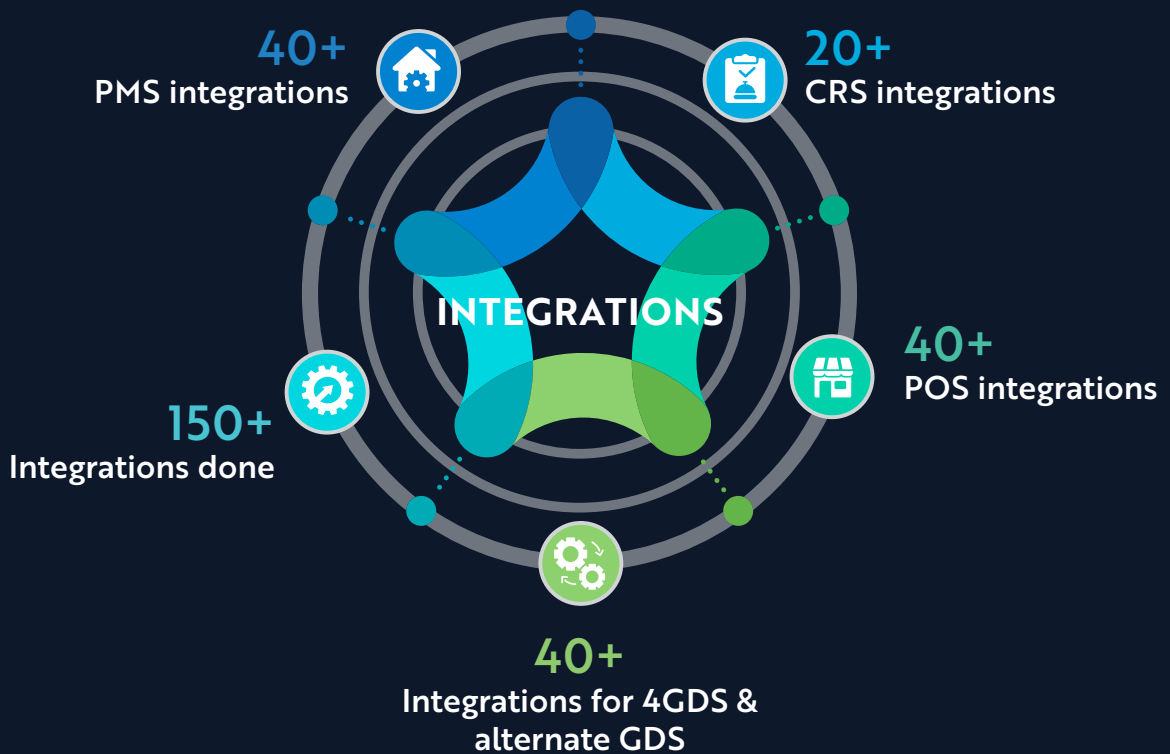 40+
PMS integrations
20+
CRS integrations
INTEGRATIONS
40+
POS integrations
150+
Integrations done
40+
Integrations for 4GDS &
alternate GDS